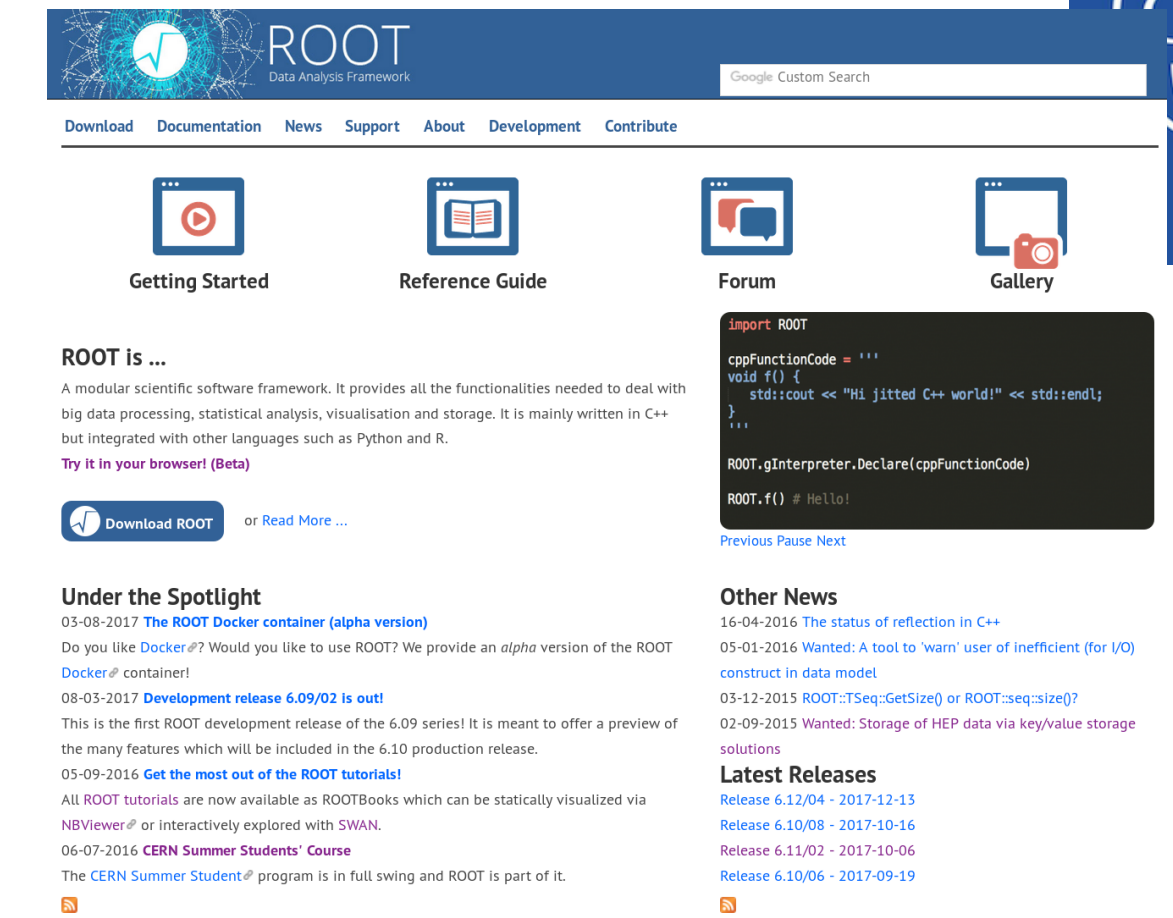 ROOT
Data Analysis Framework
Google Custom Search
Download Documentation News Support About Development Contribute
Getting Started Reference Guide Forum Gallery
ROOT is ...
A modular scientific software framework. It provides all the functionalities needed to deal with
big data processing, statistical analysis, visualisation and storage. It is mainly written in C++
but integrated with other languages such as Python and R.
Try it in your browser! (Beta)
Download ROOT or Read More ...
import ROOT
cppFunctionCode = '''
void f() {
   std::cout << "Hi jitted C++ world!" << std::endl;
}
'''
ROOT.gInterpreter.Declare(cppFunctionCode)
ROOT.f() # Hello!
Previous Pause Next
Under the Spotlight
03-08-2017 The ROOT Docker container (alpha version)
Do you like Docker? Would you like to use ROOT? We provide an alpha version of the ROOT
Docker container!
08-03-2017 Development release 6.09/02 is out!
This is the first ROOT development release of the 6.09 series! It is meant to offer a preview of
the many features which will be included in the 6.10 production release.
05-09-2016 Get the most out of the ROOT tutorials!
All ROOT tutorials are now available as ROOTBooks which can be statically visualized via
NBViewer or interactively explored with SWAN.
06-07-2016 CERN Summer Students' Course
The CERN Summer Student program is in full swing and ROOT is part of it.
Other News
16-04-2016 The status of reflection in C++
05-01-2016 Wanted: A tool to 'warn' user of inefficient (for I/O)
construct in data model
03-12-2015 ROOT::TSeq::GetSize() or ROOT::seq::size()?
02-09-2015 Wanted: Storage of HEP data via key/value storage
solutions
Latest Releases
Release 6.12/04 - 2017-12-13
Release 6.10/08 - 2017-10-16
Release 6.11/02 - 2017-10-06
Release 6.10/06 - 2017-09-19